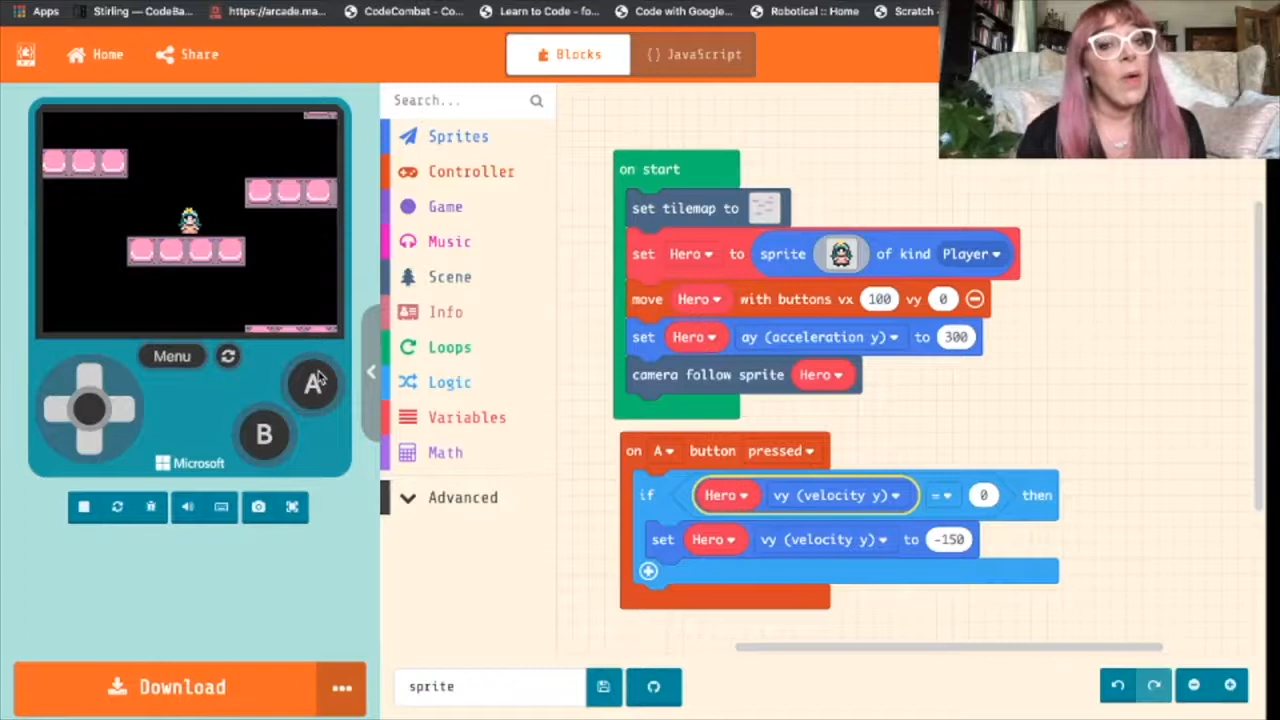 Apps
Stirling — CodeBa...
https://arcade.ma...
CodeCombat - Co...
Learn to Code - fo...
Code with Google...
Robotical :: Home
Scratch -
Home
Share
Blocks
{} JavaScript
Search...
Sprites
Controller
Game
Music
Scene
Info
Loops
Logic
Variables
Math
Advanced
Menu
A
B
Microsoft
Download
...
on start
set tilemap to
set Hero to sprite of kind Player
move Hero with buttons vx 100 vy 0
set Hero ay (acceleration y) to 300
camera follow sprite Hero
on A button pressed
if Hero vy (velocity y) = 0 then
set Hero vy (velocity y) to -150
sprite